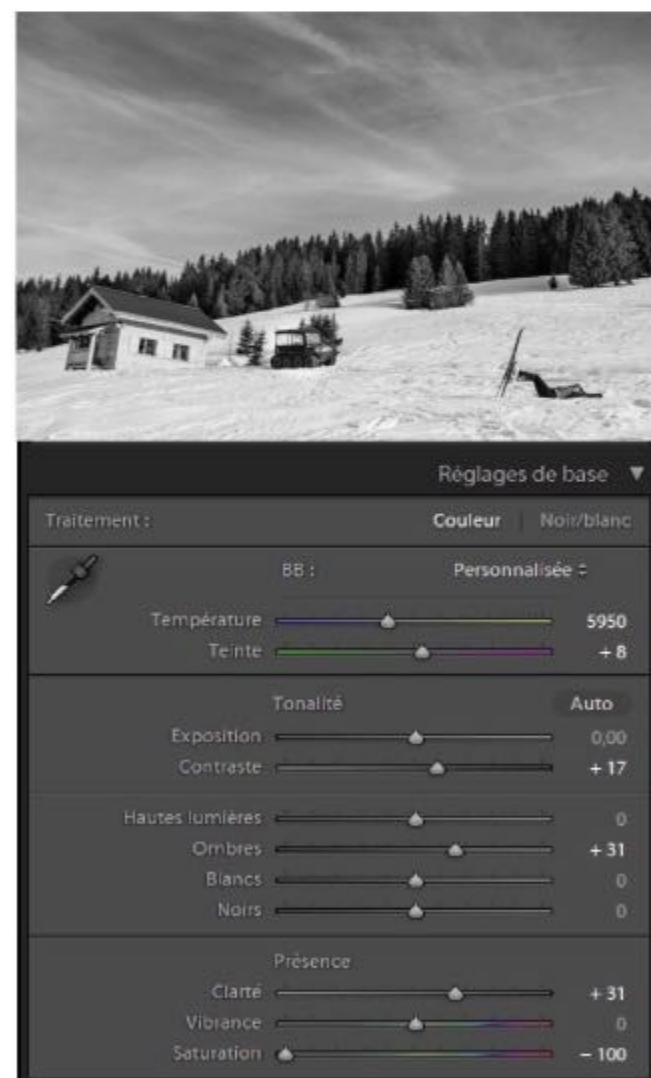 Réglages de base ▼
Traitement : Couleur | Noir/blanc
BB : Personnalisée
Température 5950
Teinte + 8
Tonalité Auto
Exposition 0,00
Contraste + 17
Hautes lumières 0
Ombres + 31
Blancs 0
Noirs 0
Présence
Clarté + 31
Vibrance 0
Saturation – 100